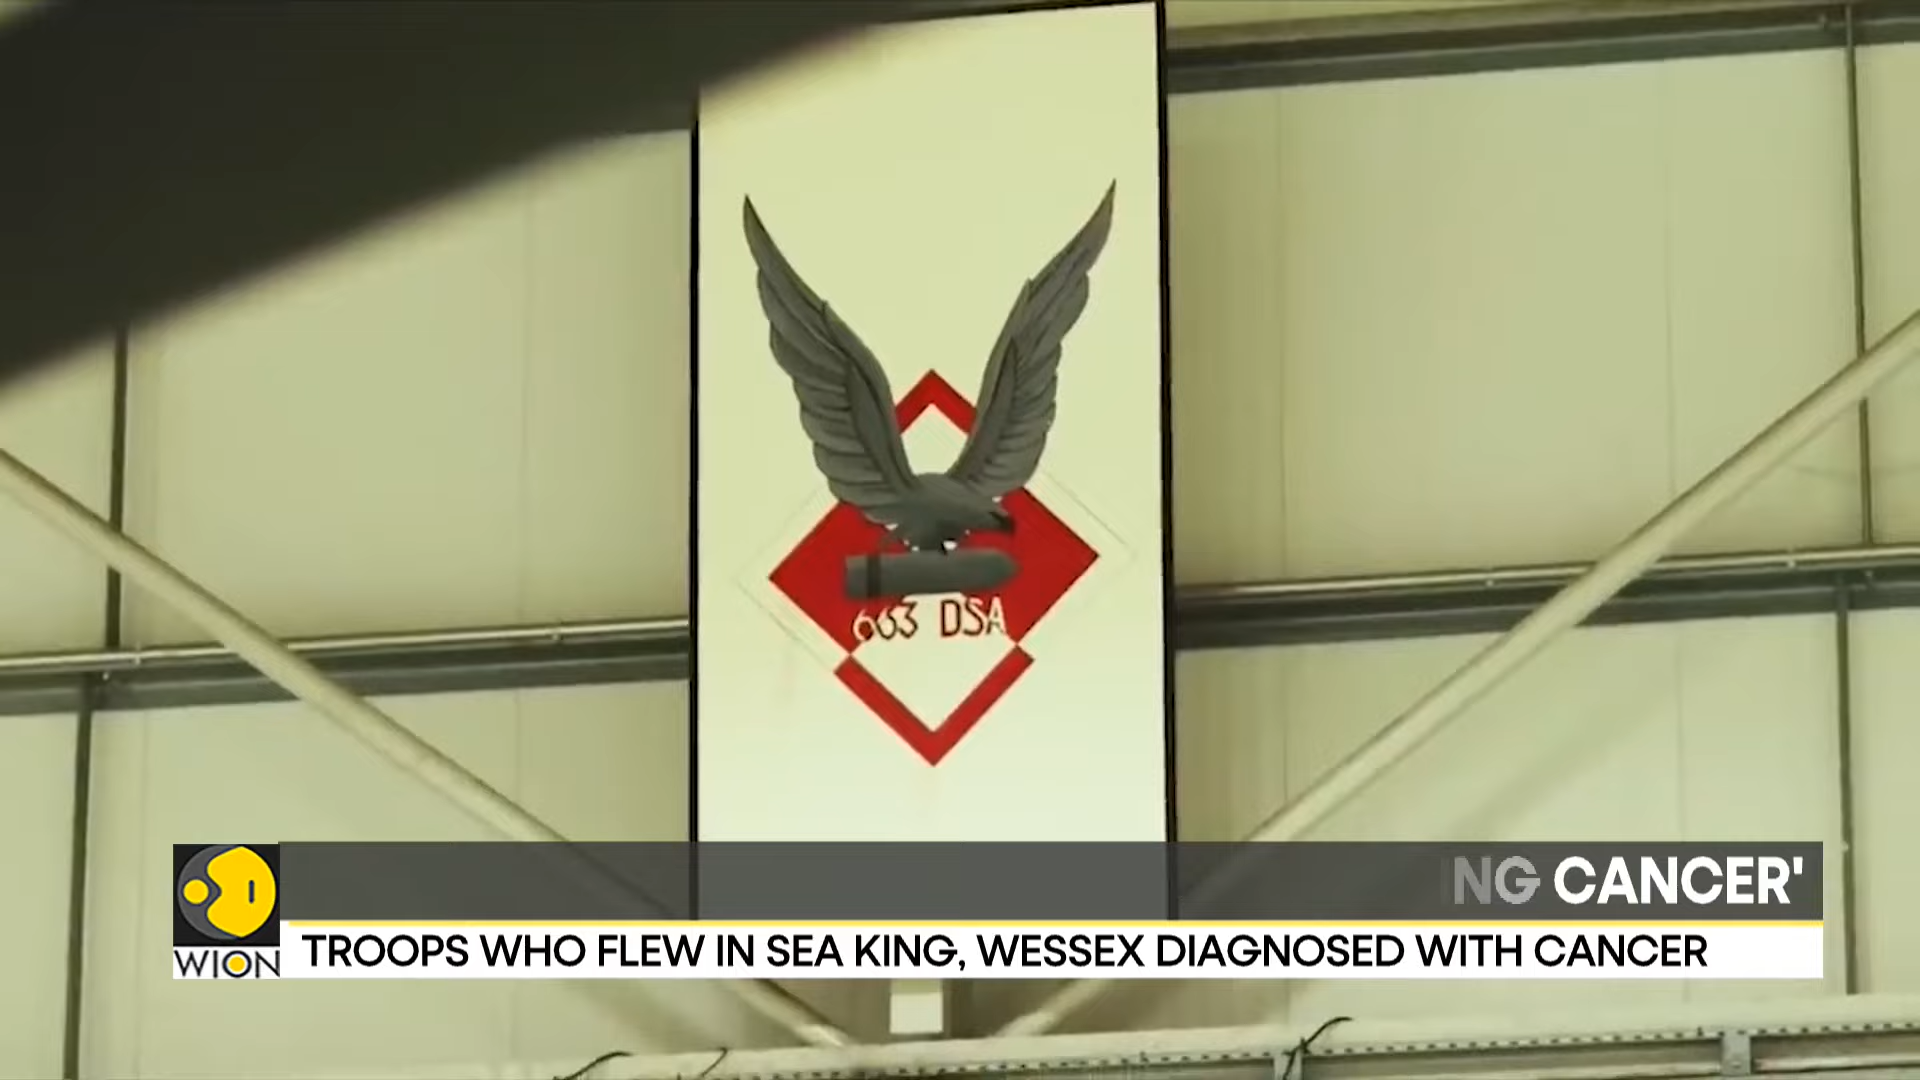 663 DSA
NG CANCER'
TROOPS WHO FLEW IN SEA KING, WESSEX DIAGNOSED WITH CANCER
WION